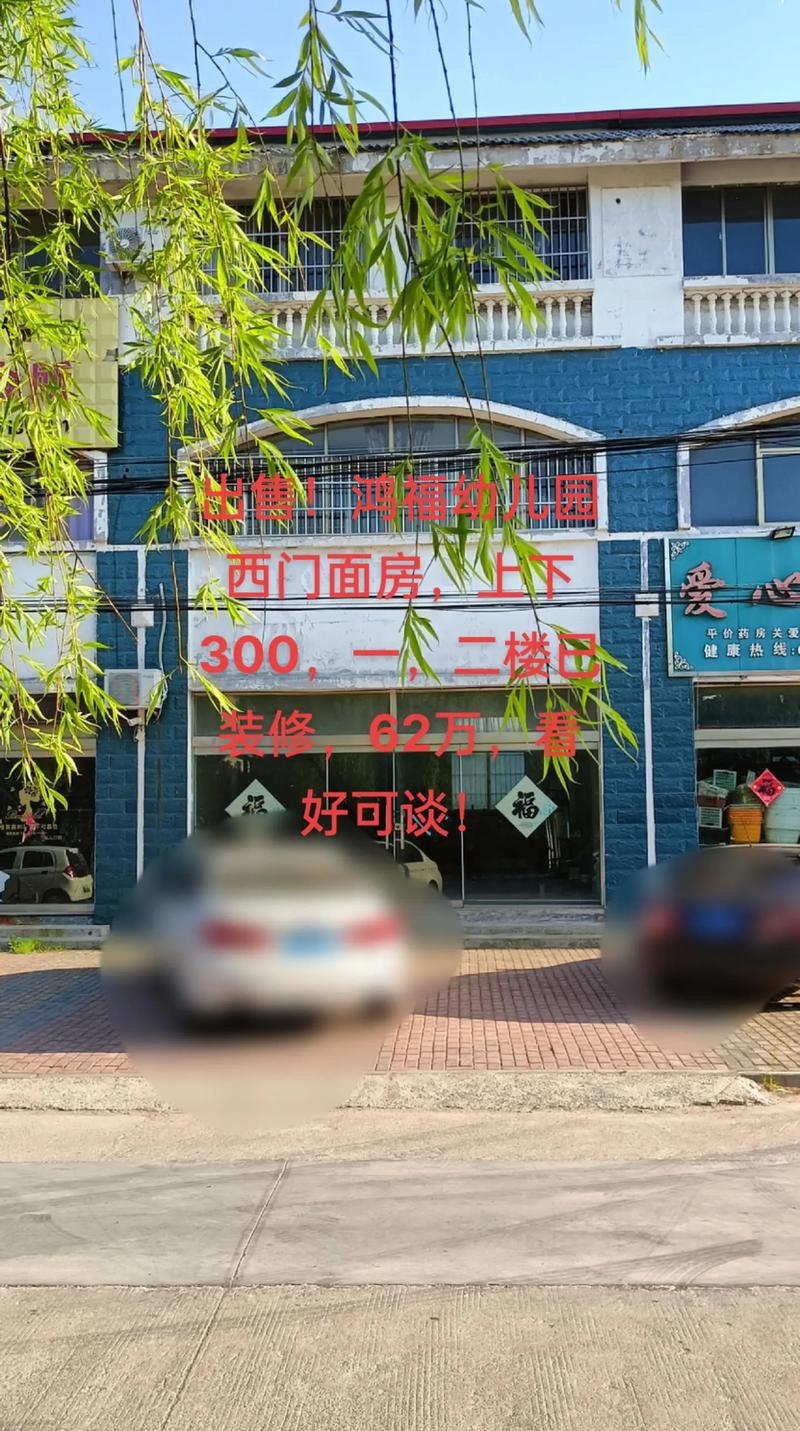 出售！鸿福幼儿园
西门面房，上下
300，一，二楼已
装修，62万，看
好可谈！
爱心
平价药房关爱
健康热线:
福
福
福